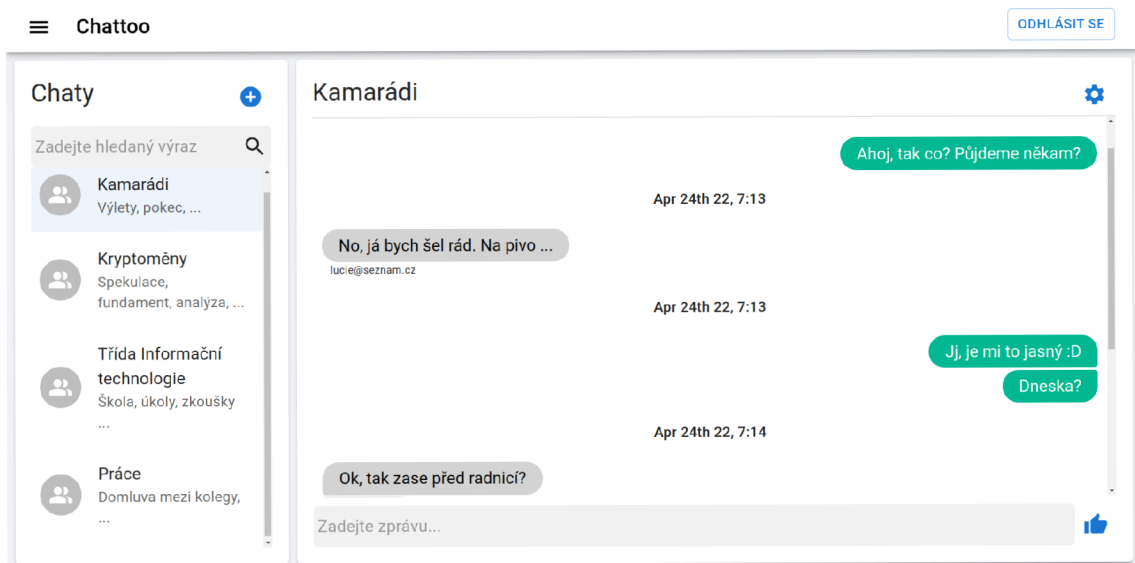 Chattoo
ODHLÁSIT SE
Chaty
Zadejte hledaný výraz
Kamarádi
Výlety, pokec, ...
Kryptoměny
Spekulace,
fundament, analýza, ...
Třída Informační
technologie
Škola, úkoly, zkoušky
...
Práce
Domluva mezi kolegy,
...
Kamarádi
Ahoj, tak co? Půjdeme někam?
Apr 24th 22, 7:13
No, já bych šel rád. Na pivo ...
lucie@seznam.cz
Apr 24th 22, 7:13
Jj, je mi to jasný :D
Dneska?
Apr 24th 22, 7:14
Ok, tak zase před radnicí?
Zadejte zprávu...